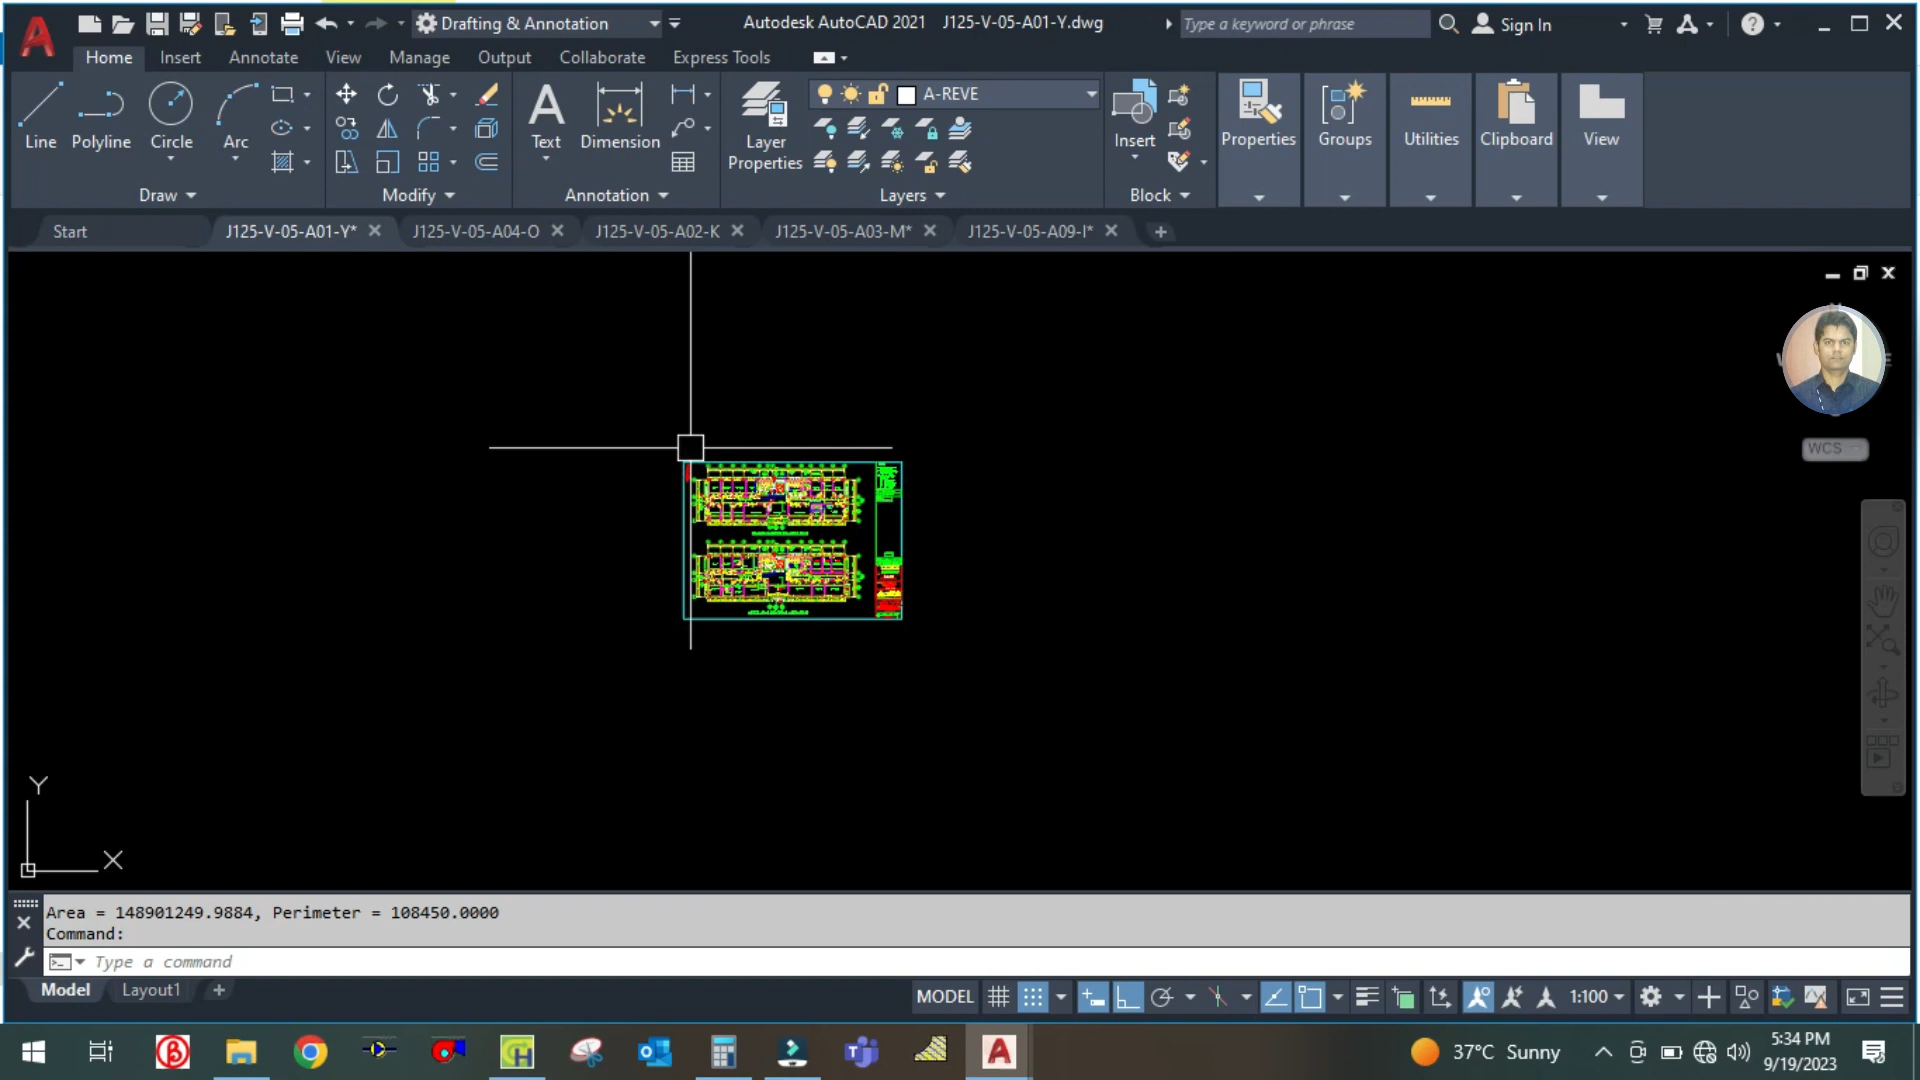 Drafting & Annotation
Autodesk AutoCAD 2021 J125-V-05-A01-Y.dwg
Type a keyword or phrase
Sign In
Home Insert Annotate View Manage Output Collaborate Express Tools
A-REVE
Line Polyline Circle Arc
Text Dimension
Layer Properties
Insert
Properties Groups Utilities Clipboard View
Draw Modify Annotation Layers Block
Start J125-V-05-A01-Y* J125-V-05-A04-O J125-V-05-A02-K J125-V-05-A03-M* J125-V-05-A09-I*
WCS
Y
X
Area = 148901249.9884, Perimeter = 108450.0000
Command:
Type a command
Model Layout1
MODEL 1:100
37°C Sunny
5:34 PM
9/19/2023